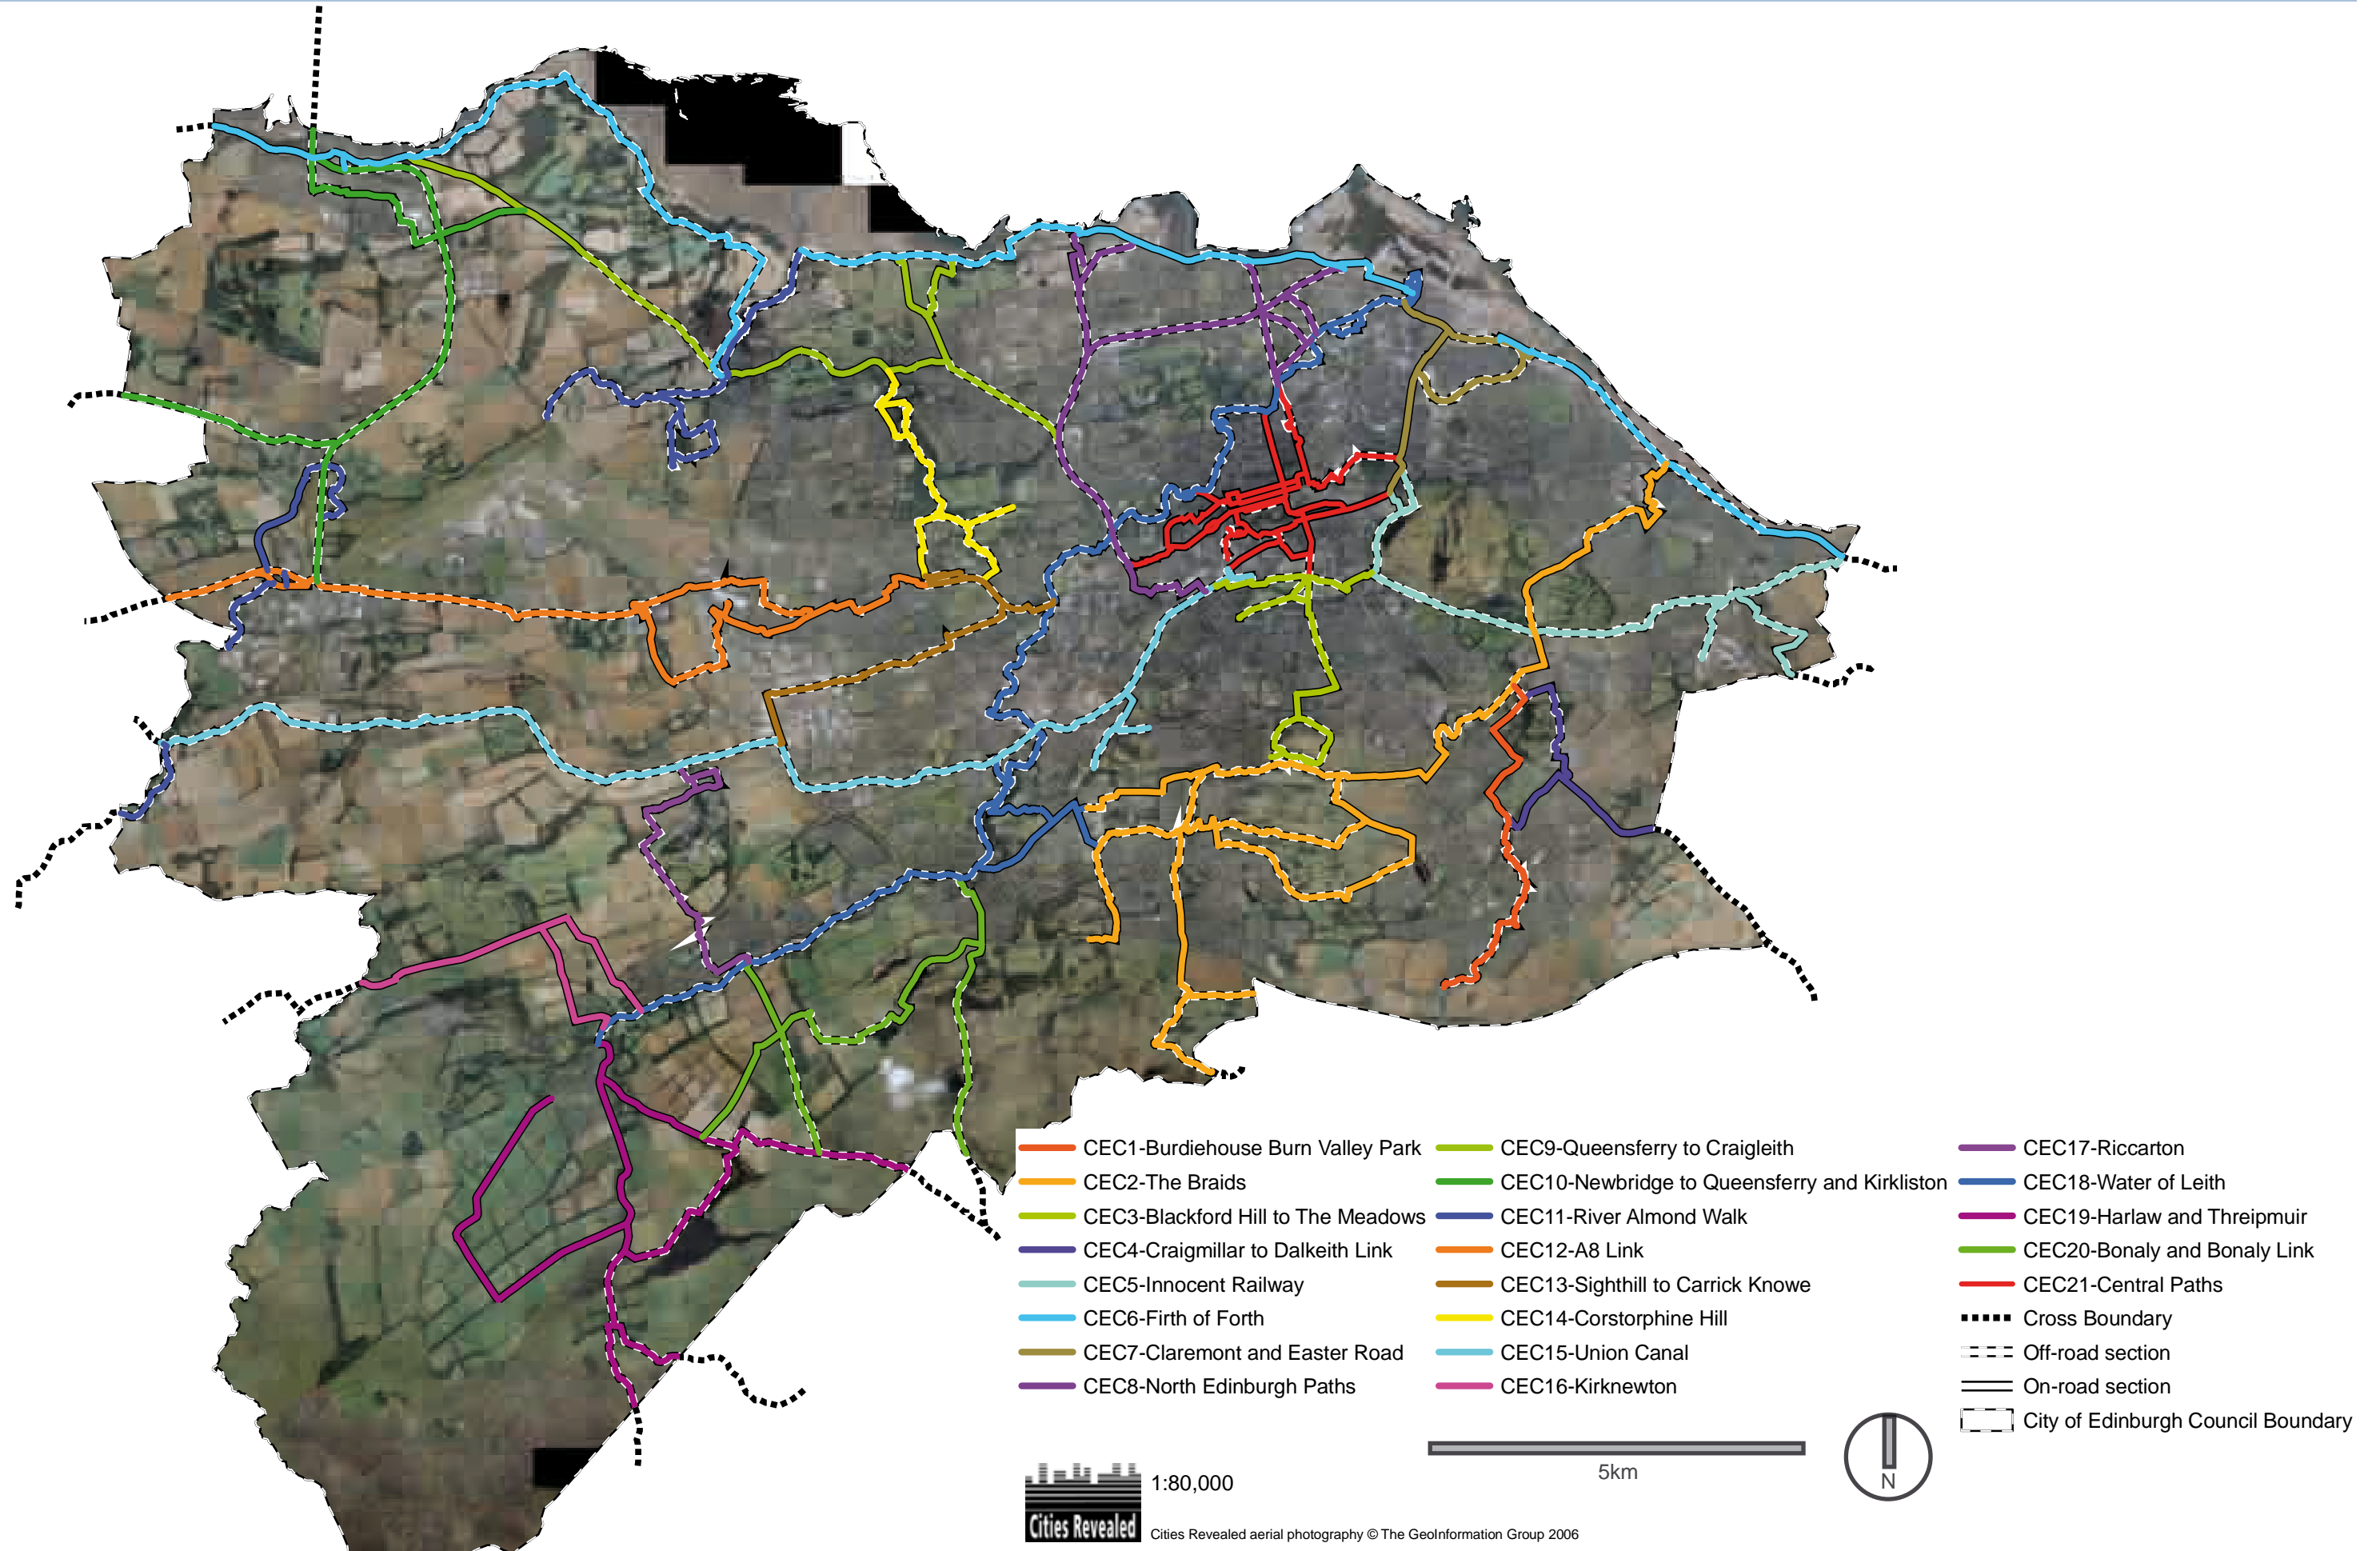 CEC1-Burdiehouse Burn Valley Park
CEC2-The Braids
CEC3-Blackford Hill to The Meadows
CEC4-Craigmillar to Dalkeith Link
CEC5-Innocent Railway
CEC6-Firth of Forth
CEC7-Claremont and Easter Road
CEC8-North Edinburgh Paths
CEC9-Queensferry to Craigleith
CEC10-Newbridge to Queensferry and Kirkliston
CEC11-River Almond Walk
CEC12-A8 Link
CEC13-Sighthill to Carrick Knowe
CEC14-Corstorphine Hill
CEC15-Union Canal
CEC16-Kirknewton
CEC17-Riccarton
CEC18-Water of Leith
CEC19-Harlaw and Threipmuir
CEC20-Bonaly and Bonaly Link
CEC21-Central Paths
Cross Boundary
Off-road section
On-road section
City of Edinburgh Council Boundary
5km
N
1:80,000
Cities Revealed
Cities Revealed aerial photography © The GeoInformation Group 2006